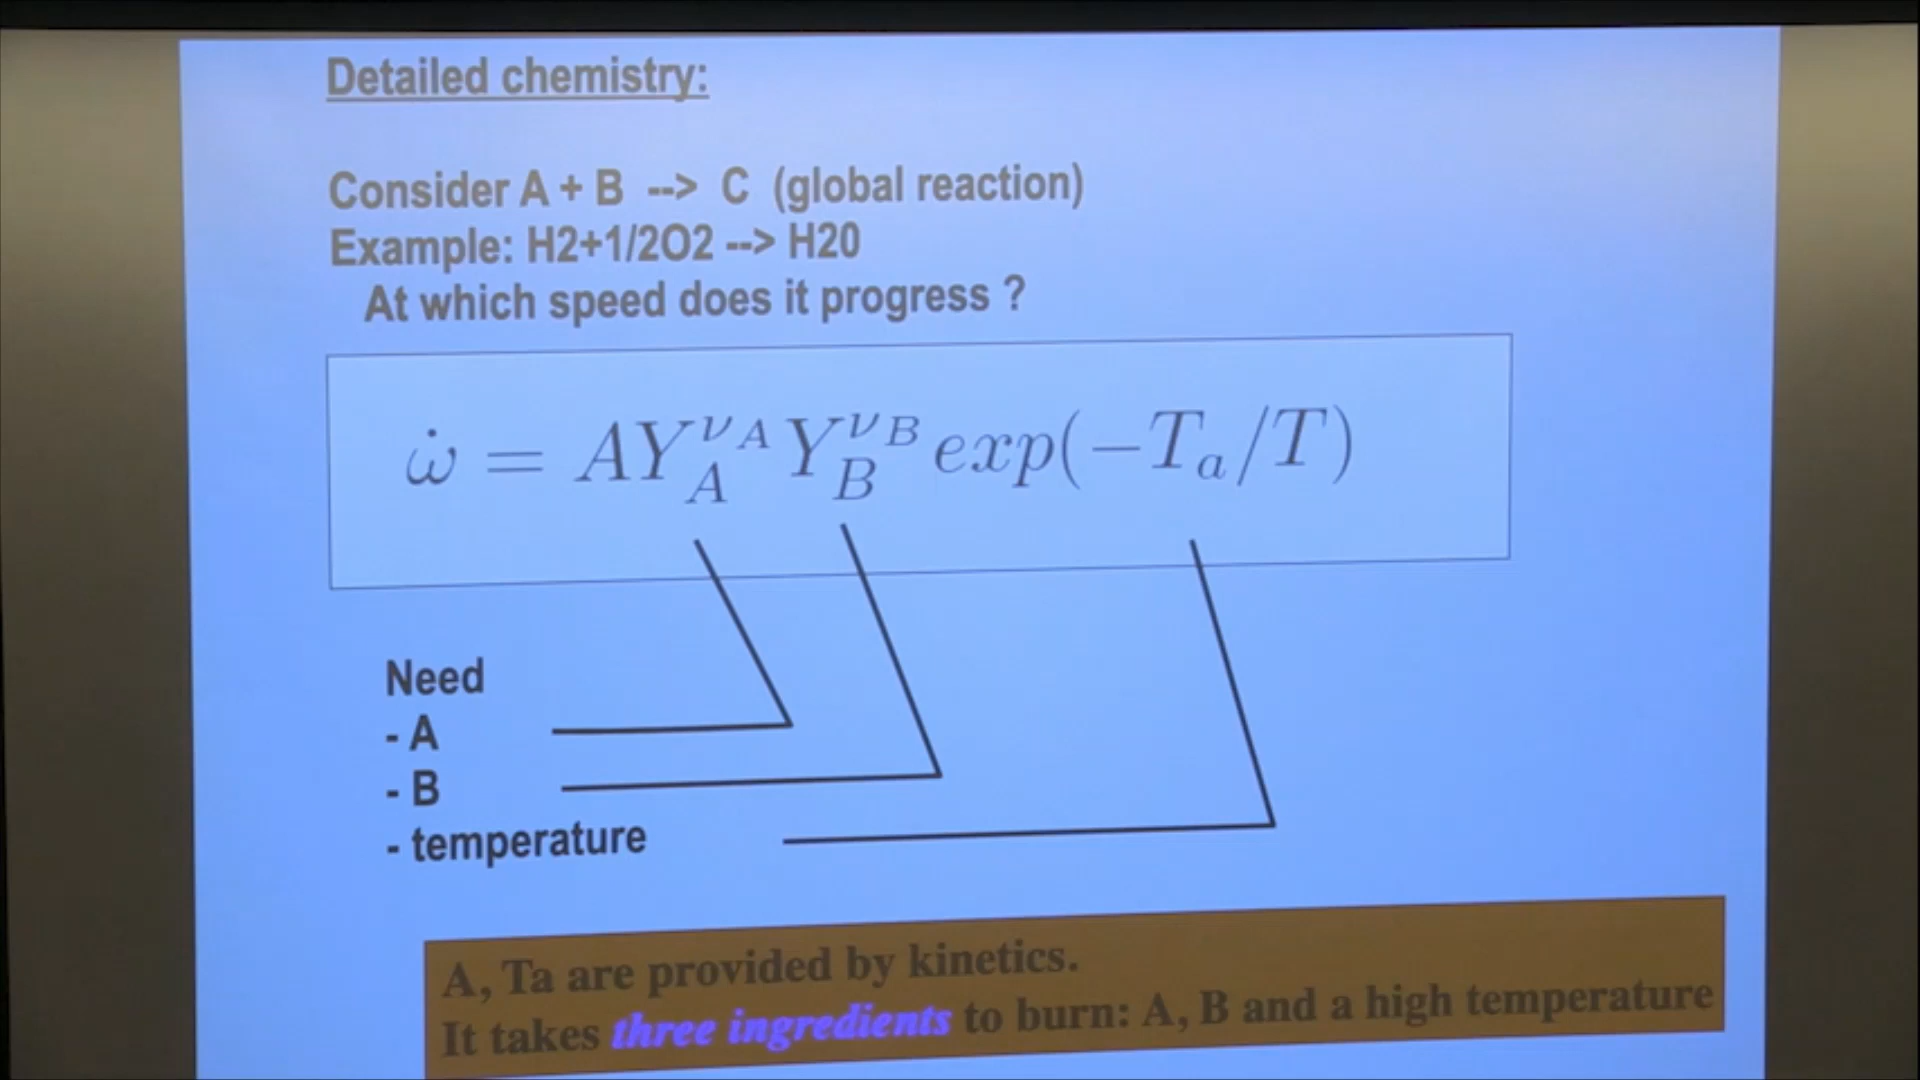 Detailed chemistry:
Consider A + B --> C (global reaction)
Example: H2+1/2O2 --> H20
At which speed does it progress ?
ω̇ = AY_A^{ν_A} Y_B^{ν_B} exp(−T_a/T)
Need
- A
- B
- temperature
A, Ta are provided by kinetics.
It takes three ingredients to burn: A, B and a high temperature